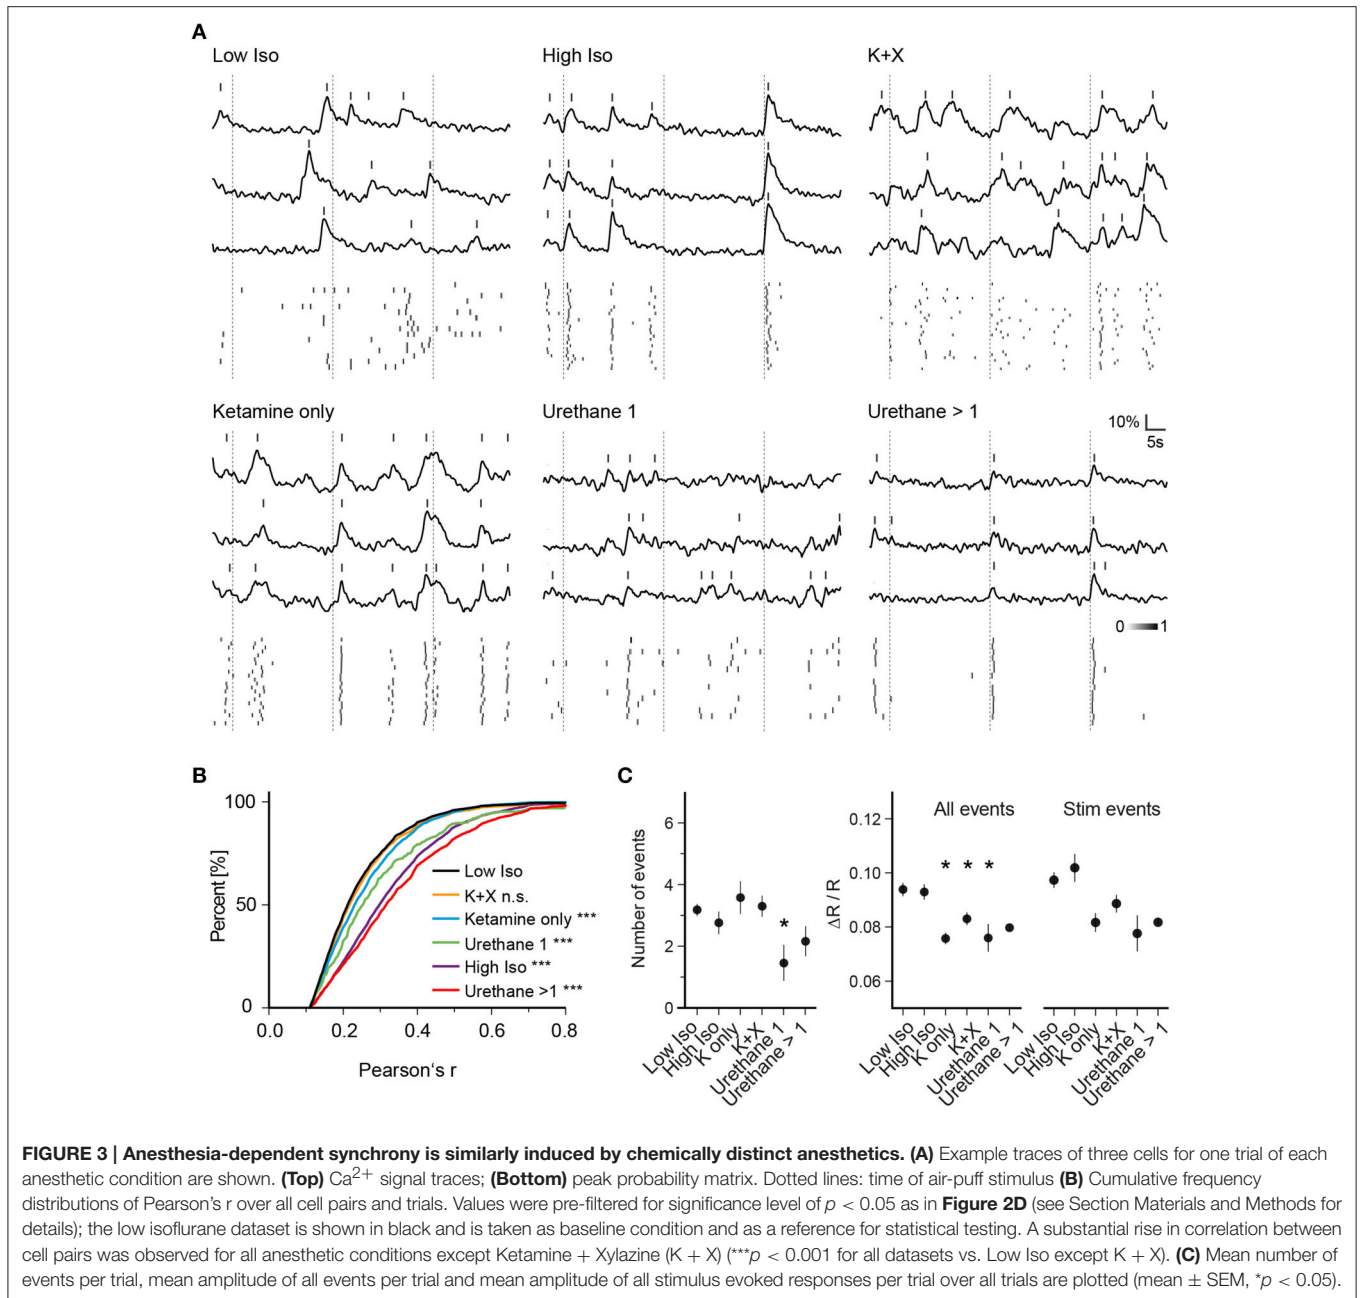 A
Low Iso
High Iso
K+X
Ketamine only
Urethane 1
Urethane > 1
10%
5s
0 1
B
100
50
0
Percent [%]
Low Iso
K+X n.s.
Ketamine only ***
Urethane 1 ***
High Iso ***
Urethane >1 ***
0.0 0.2 0.4 0.6 0.8
Pearson‘s r
C
6
4
2
0
Number of events
*
Low Iso
High Iso
K only
K+X
Urethane 1
Urethane > 1
0.12
0.10
0.08
0.06
ΔR / R
All events
* * *
Low Iso
High Iso
K only
K+X
Urethane 1
Urethane > 1
Stim events
Low Iso
High Iso
K only
K+X
Urethane 1
Urethane > 1
FIGURE 3 | Anesthesia-dependent synchrony is similarly induced by chemically distinct anesthetics. (A) Example traces of three cells for one trial of each
anesthetic condition are shown. (Top) Ca2+ signal traces; (Bottom) peak probability matrix. Dotted lines: time of air-puff stimulus (B) Cumulative frequency
distributions of Pearson's r over all cell pairs and trials. Values were pre-filtered for significance level of p < 0.05 as in Figure 2D (see Section Materials and Methods for
details); the low isoflurane dataset is shown in black and is taken as baseline condition and as a reference for statistical testing. A substantial rise in correlation between
cell pairs was observed for all anesthetic conditions except Ketamine + Xylazine (K + X) (***p < 0.001 for all datasets vs. Low Iso except K + X). (C) Mean number of
events per trial, mean amplitude of all events per trial and mean amplitude of all stimulus evoked responses per trial over all trials are plotted (mean ± SEM, *p < 0.05).